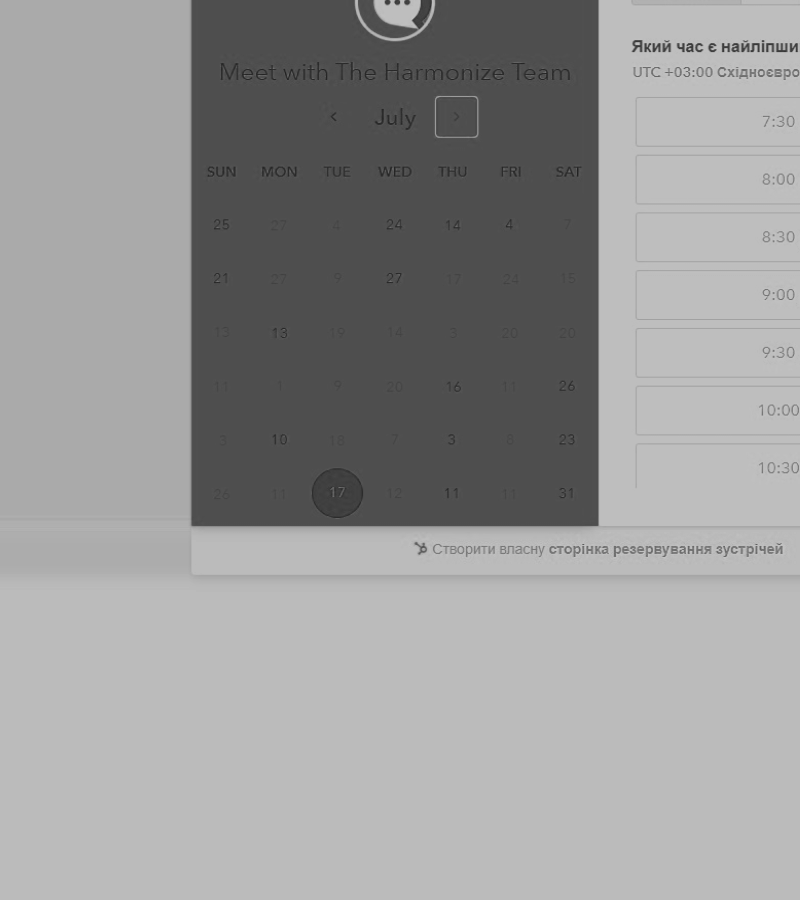 Meet with The Harmonize Team
July
SUN MON TUE WED THU FRI SAT
25 27 4 24 14 4 7
21 27 9 27 17 24 15
13 13 19 14 3 20 20
11 1 9 20 16 11 26
3 10 18 7 3 8 23
26 11 17 12 11 11 31
Який час є найліпши
UTC +03:00 Східноєвро
7:30
8:00
8:30
9:00
9:30
10:00
10:30
Створити власну сторінка резервування зустрічей